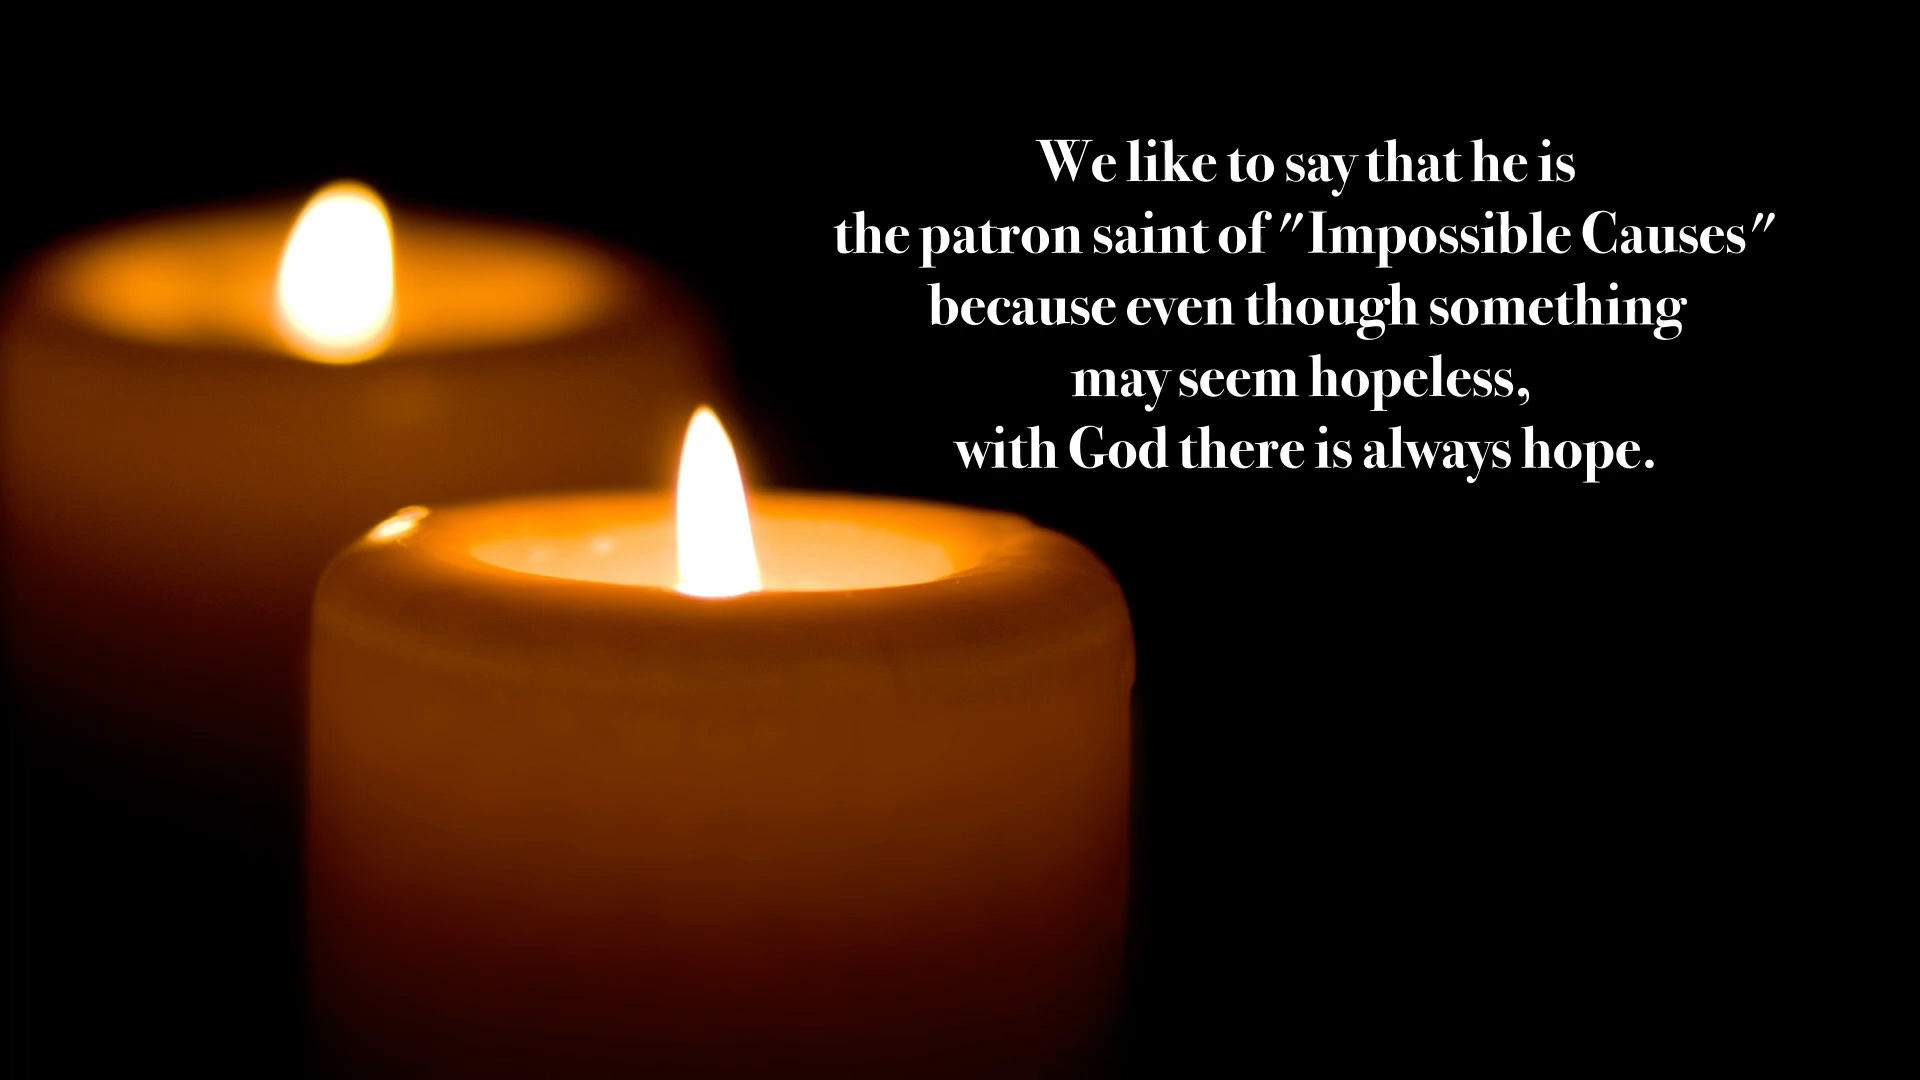 We like to say that he is
the patron saint of "Impossible Causes"
because even though something
may seem hopeless,
with God there is always hope.